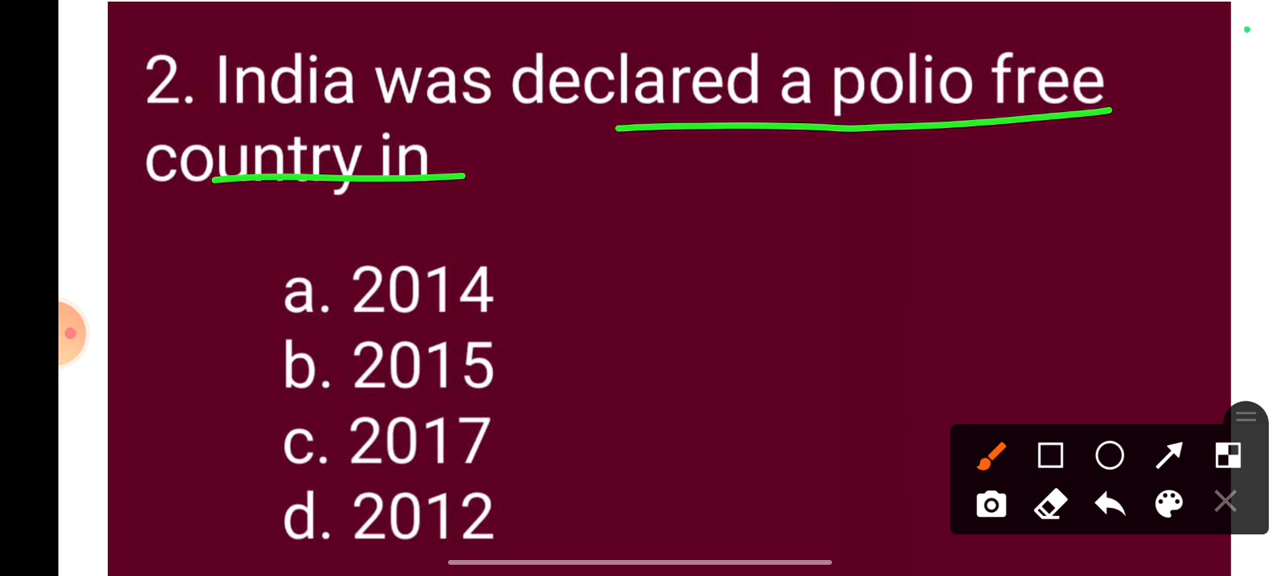 2. India was declared a polio free
country in
a. 2014
b. 2015
c. 2017
d. 2012